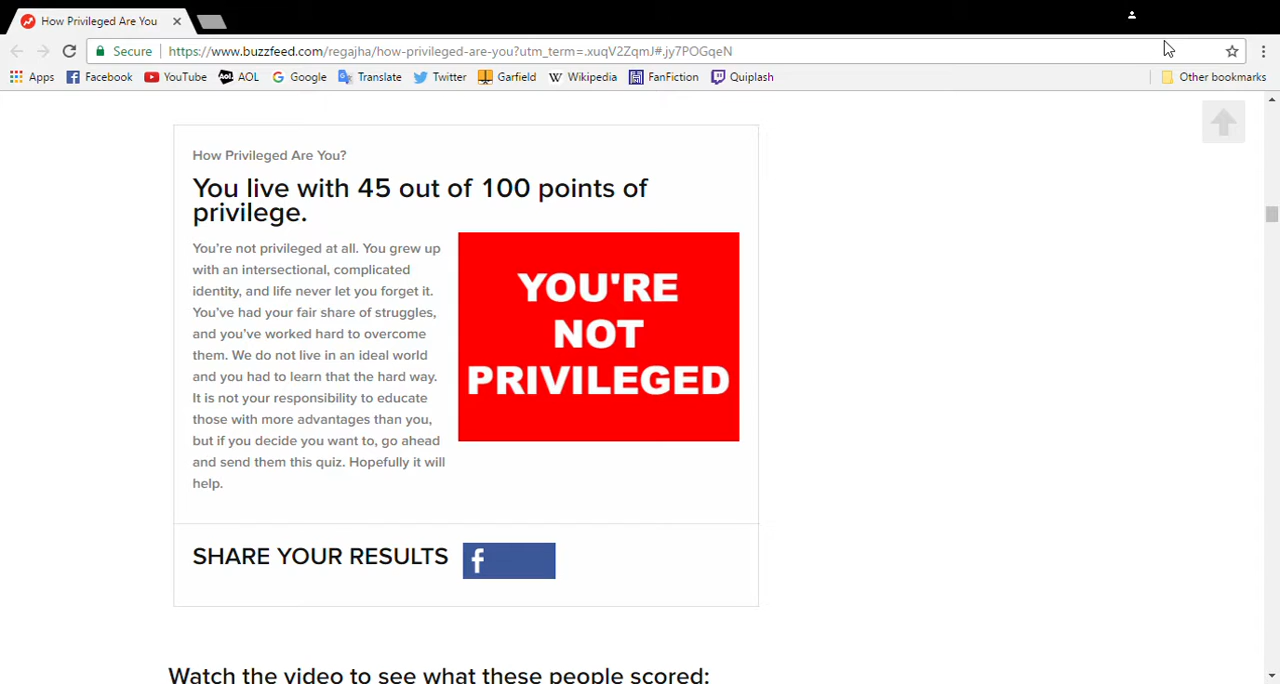 How Privileged Are You
Secure https://www.buzzfeed.com/regajha/how-privileged-are-you?utm_term=.xuqV2ZqmJ#.jy7POGqeN
Apps Facebook YouTube Aol. AOL Google Translate Twitter Garfield W Wikipedia FanFiction Quiplash Other bookmarks
How Privileged Are You?
You live with 45 out of 100 points of
privilege.
You're not privileged at all. You grew up
with an intersectional, complicated
identity, and life never let you forget it.
You've had your fair share of struggles,
and you've worked hard to overcome
them. We do not live in an ideal world
and you had to learn that the hard way.
It is not your responsibility to educate
those with more advantages than you,
but if you decide you want to, go ahead
and send them this quiz. Hopefully it will
help.
YOU'RE
NOT
PRIVILEGED
SHARE YOUR RESULTS f
Watch the video to see what these people scored: